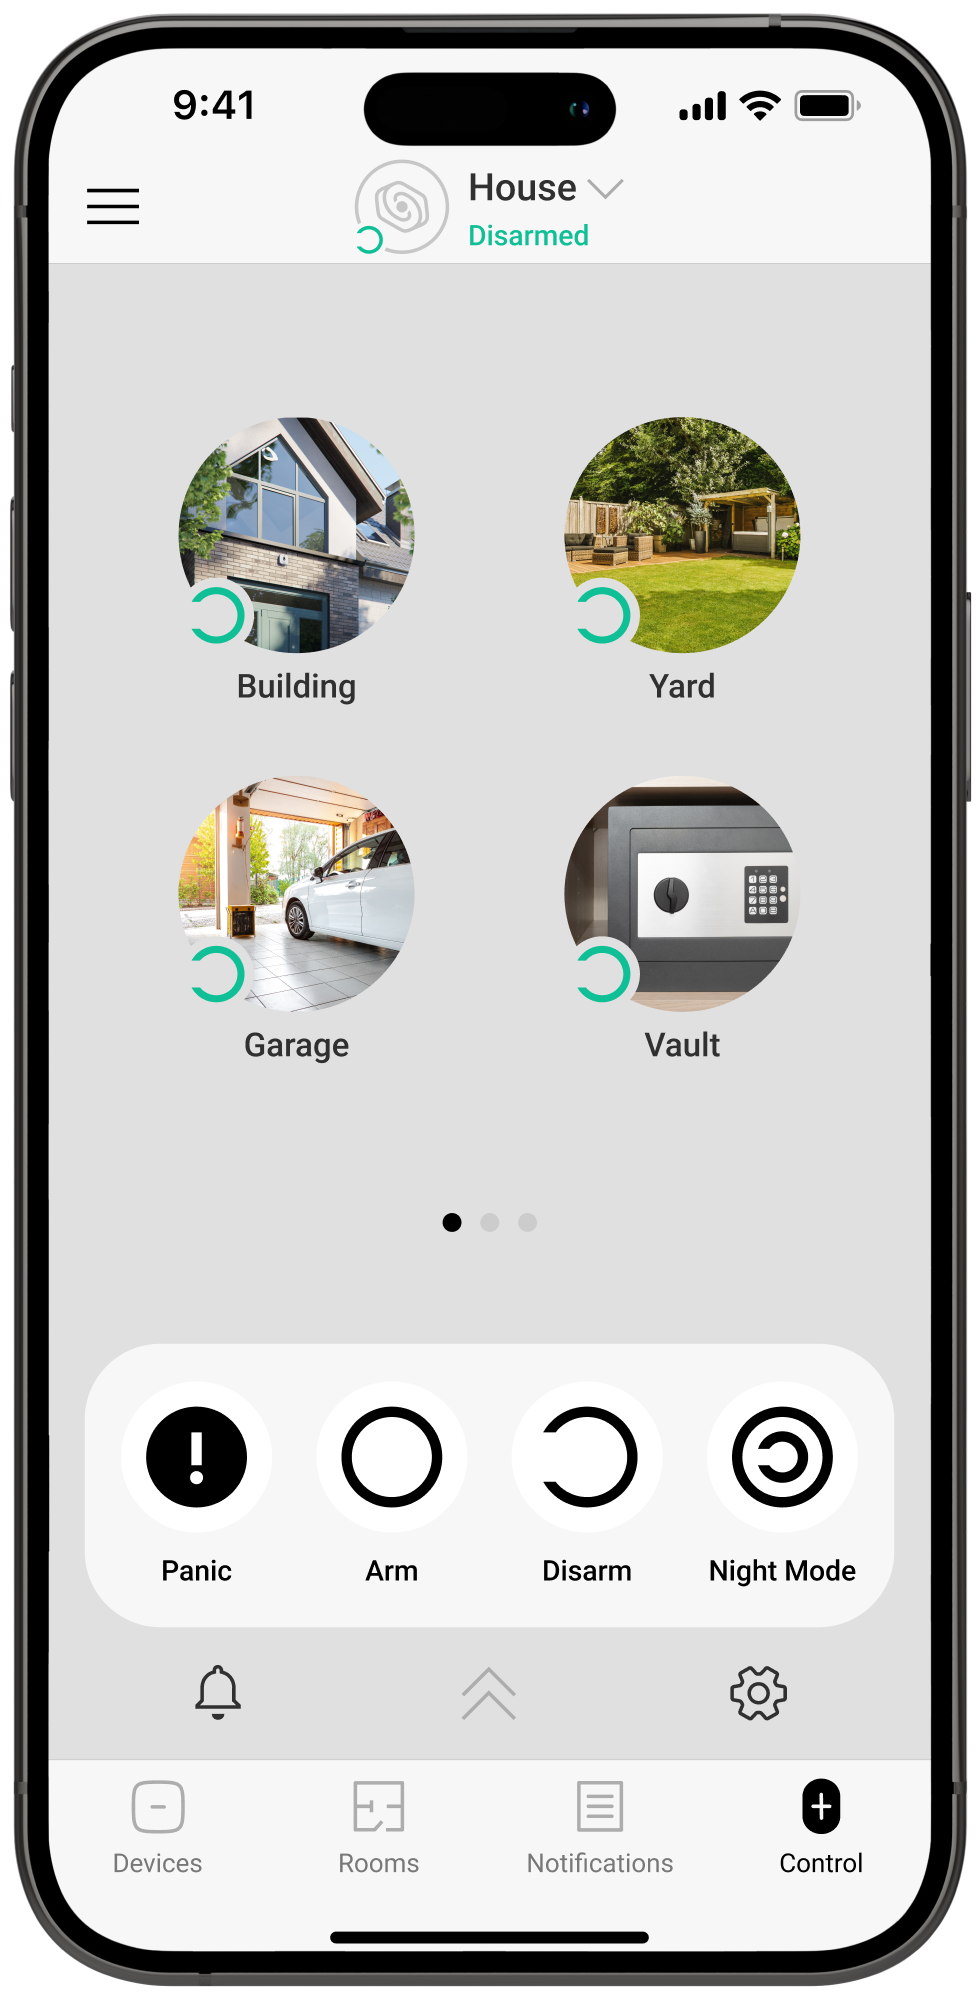 9:41
House
Disarmed
Building
Yard
Garage
Vault
Panic
Arm
Disarm
Night Mode
Devices
Rooms
Notifications
Control